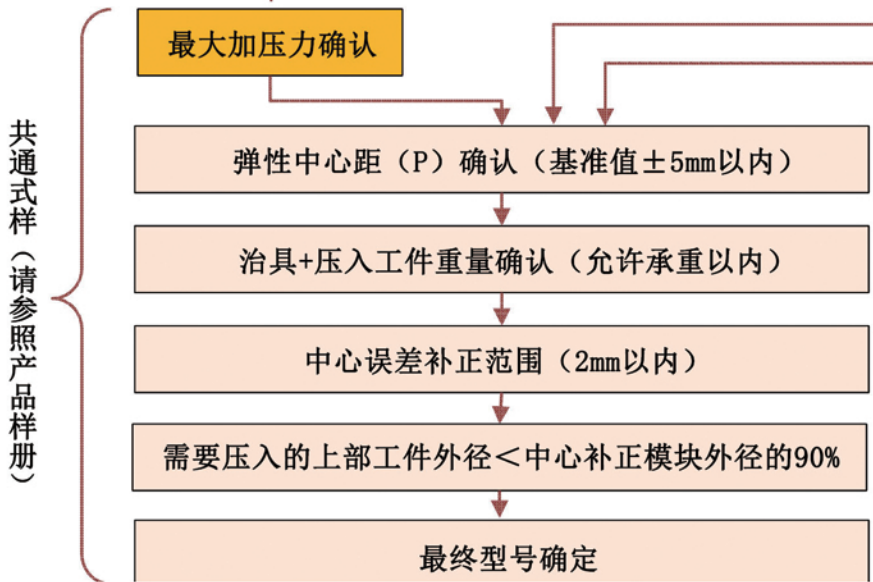 最大加压力确认
共通式样（请参照产品样册）
弹性中心距（P）确认（基准值±5mm以内）
治具+压入工件重量确认（允许承重以内）
中心误差补正范围（2mm以内）
需要压入的上部工件外径＜中心补正模块外径的90%
最终型号确定